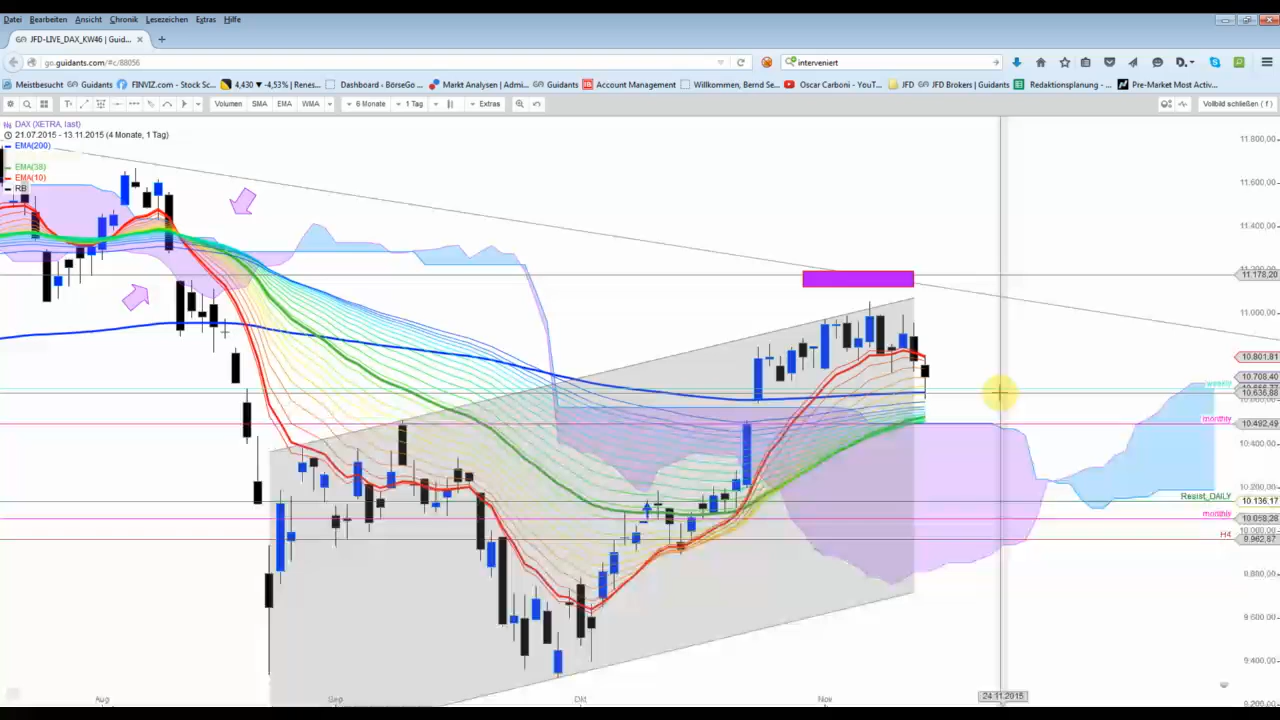 Datei Bearbeiten Ansicht Chronik Lesezeichen Extras Hilfe
JFD-LIVE_DAX_KW46 | Guid...
go.guidants.com/#c/88056
interveniert
Meistbesucht Guidants FINVIZ.com - Stock Sc... 4,430 ▼ -4,53% | Renes... Dashboard - BörseGo ... Markt Analysen | Admi... Guidants Account Management Willkommen, Bernd Se... Oscar Carboni - YouT... JFD JFD Brokers | Guidants Redaktionsplanung - ... Pre-Market Most Activ...
Volumen SMA EMA WMA 6 Monate 1 Tag Extras Vollbild schließen ( f )
DAX (XETRA, last)
21.07.2015 - 13.11.2015 (4 Monate, 1 Tag)
EMA(200)
EMA(38)
EMA(10)
RB
11.800,00
11.600,00
11.400,00
11.178,20
11.000,00
10.801,81
10.708,40
weekly
10.636,88
monthly 10.492,49
10.400,00
10.200,00
Resist_DAILY 10.136,17
monthly 10.058,28
H4 9.962,87
9.800,00
9.600,00
9.400,00
9.200,00
Aug Sep Okt Nov 24.11.2015